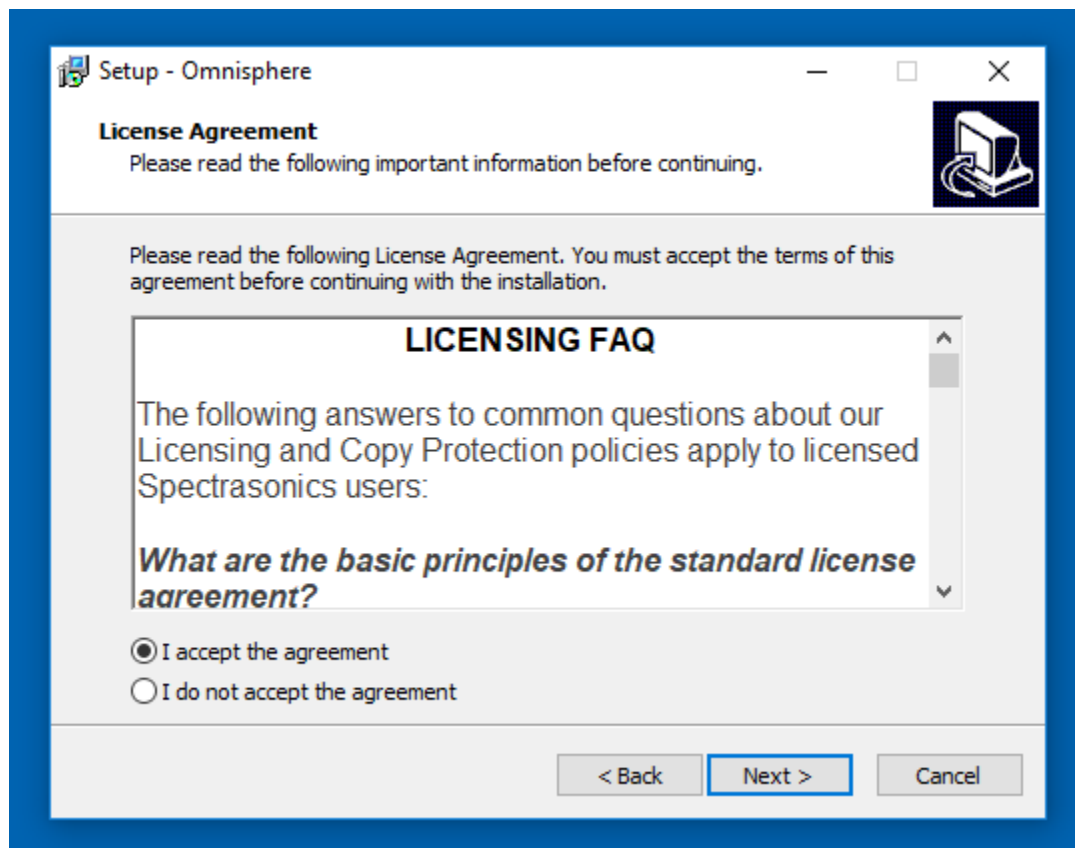 Setup - Omnisphere
License Agreement
Please read the following important information before continuing.
Please read the following License Agreement. You must accept the terms of this
agreement before continuing with the installation.
LICENSING FAQ
The following answers to common questions about our
Licensing and Copy Protection policies apply to licensed
Spectrasonics users:
What are the basic principles of the standard license
agreement?
I accept the agreement
I do not accept the agreement
< Back
Next >
Cancel